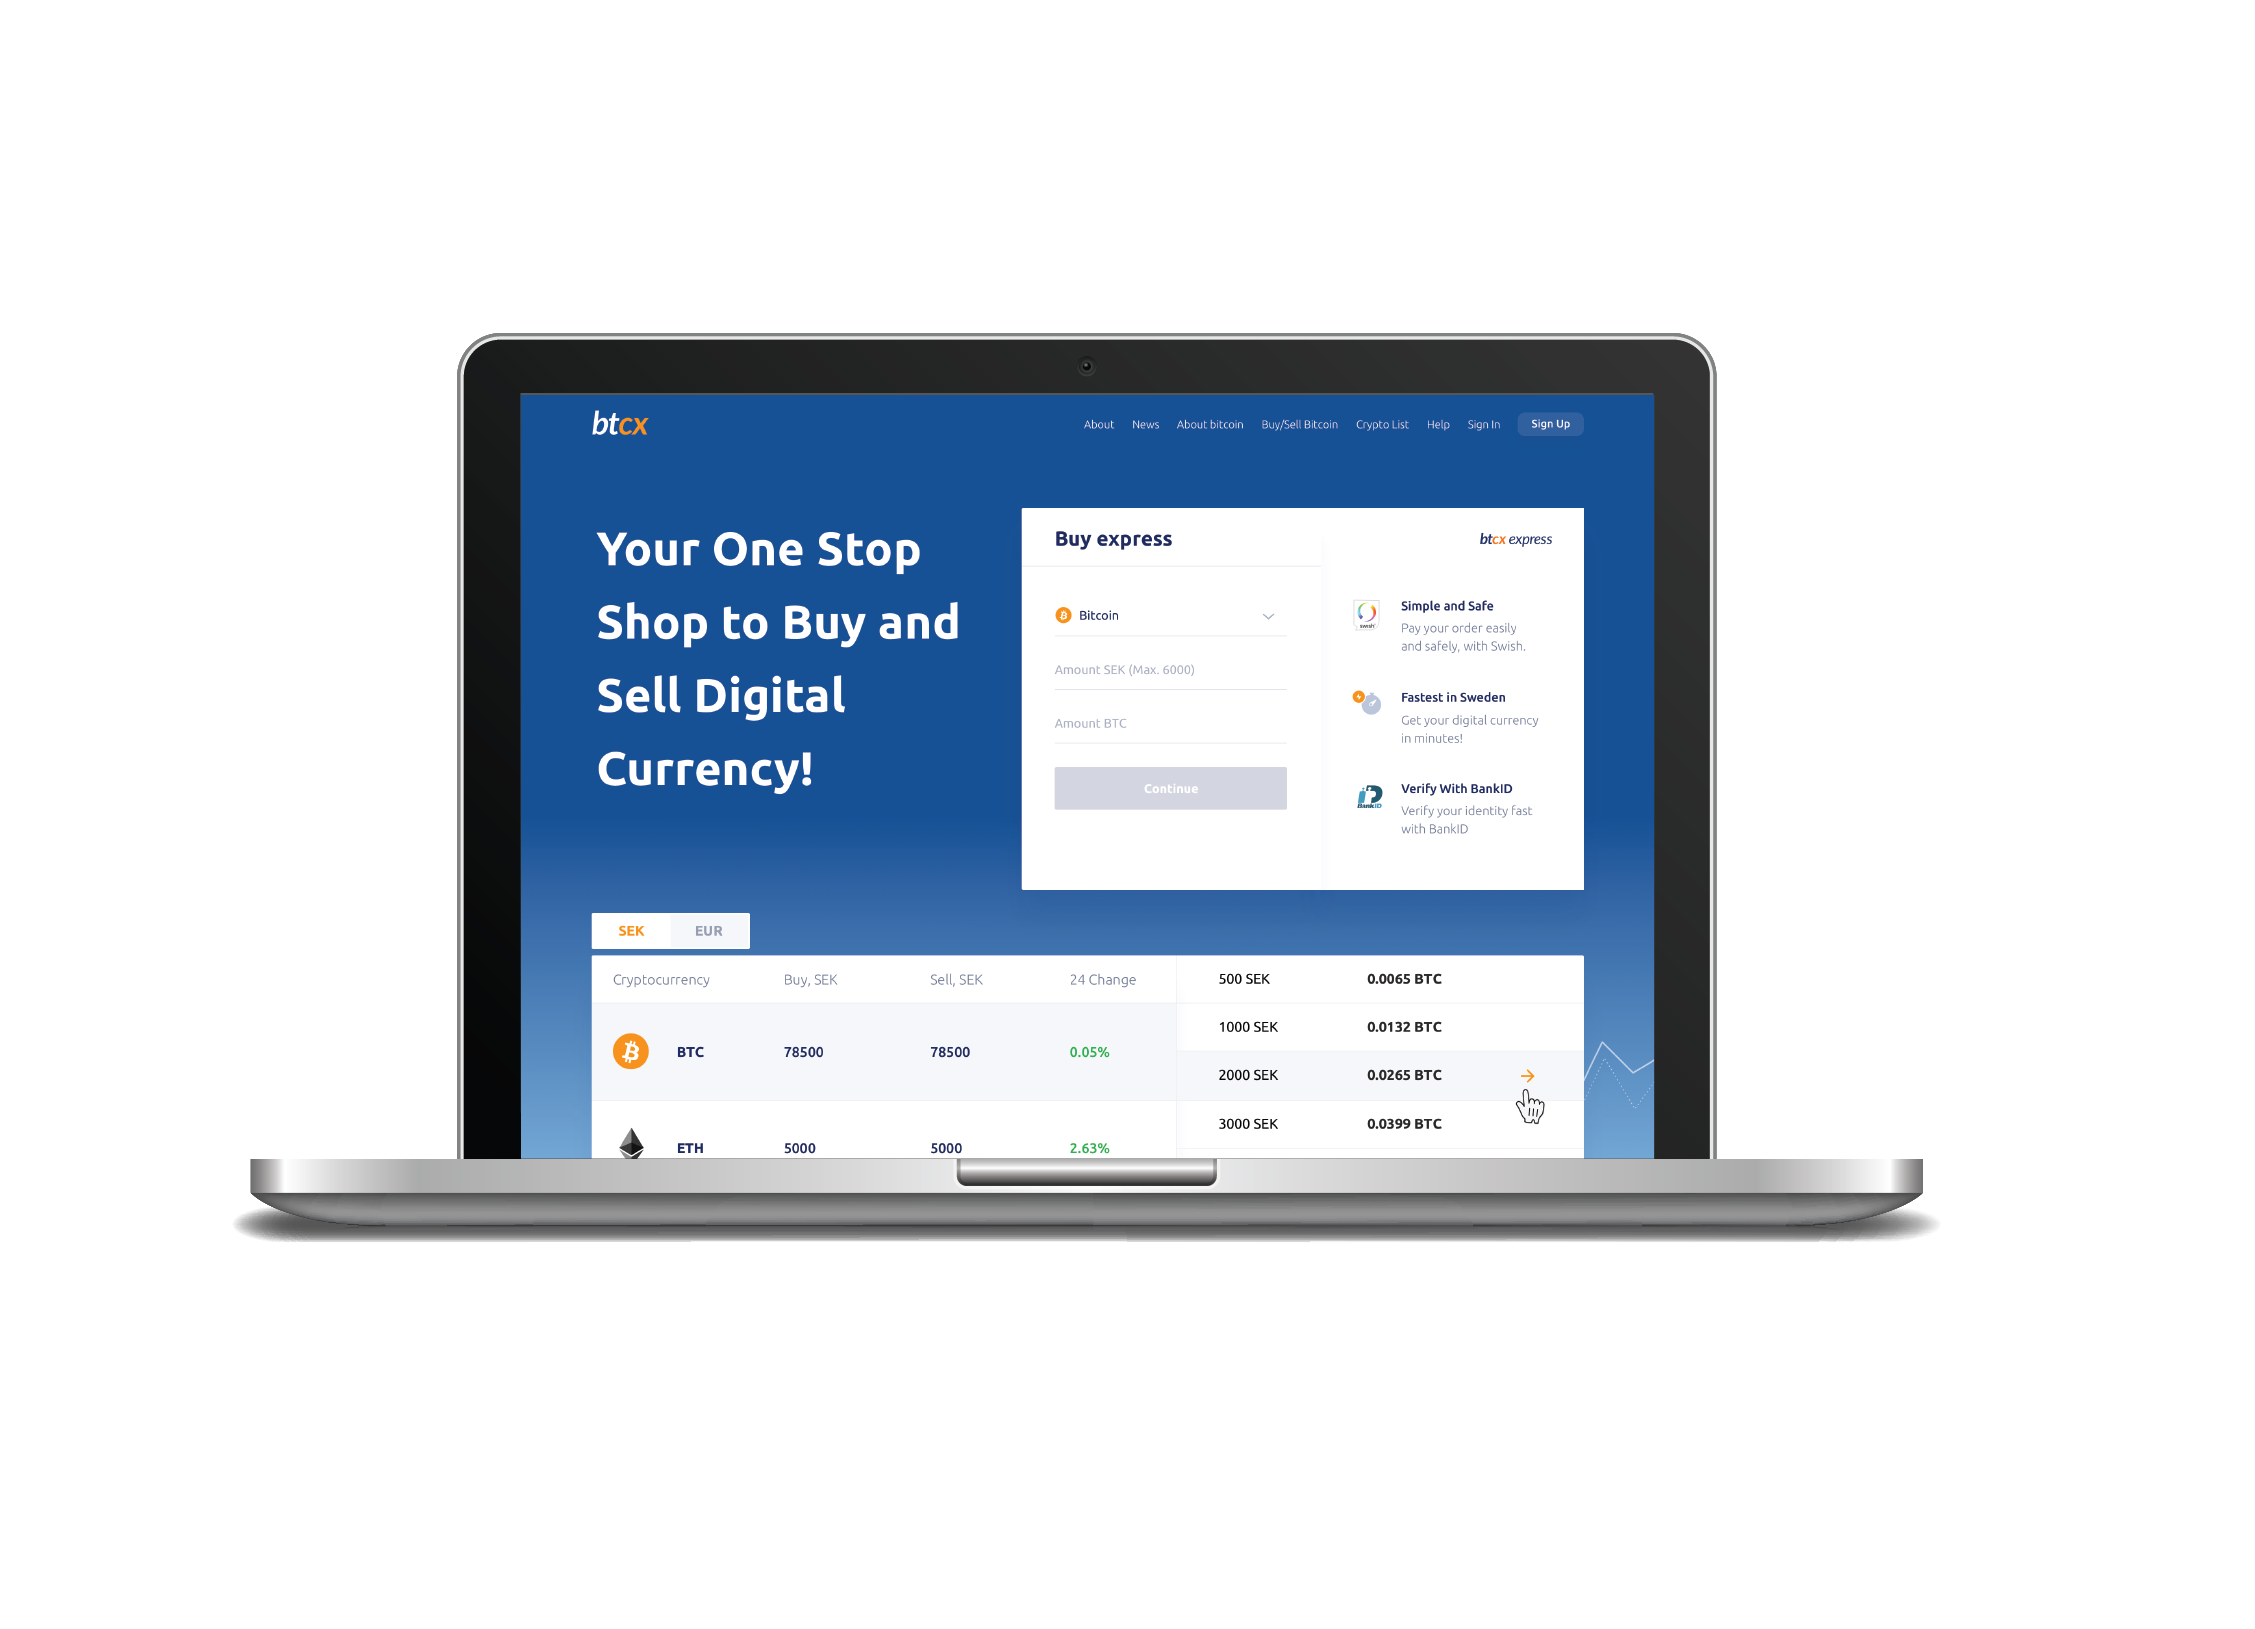 btcx
About News About bitcoin Buy/Sell Bitcoin Crypto List Help Sign In Sign Up
Your One Stop
Shop to Buy and
Sell Digital
Currency!
Buy express
btcx express
Bitcoin
Amount SEK (Max. 6000)
Amount BTC
Continue
swish
Simple and Safe
Pay your order easily
and safely, with Swish.
Fastest in Sweden
Get your digital currency
in minutes!
BankID
Verify With BankID
Verify your identity fast
with BankID
SEK EUR
Cryptocurrency Buy, SEK Sell, SEK 24 Change
BTC 78500 78500 0.05%
ETH 5000 5000 2.63%
500 SEK 0.0065 BTC
1000 SEK 0.0132 BTC
2000 SEK 0.0265 BTC
3000 SEK 0.0399 BTC